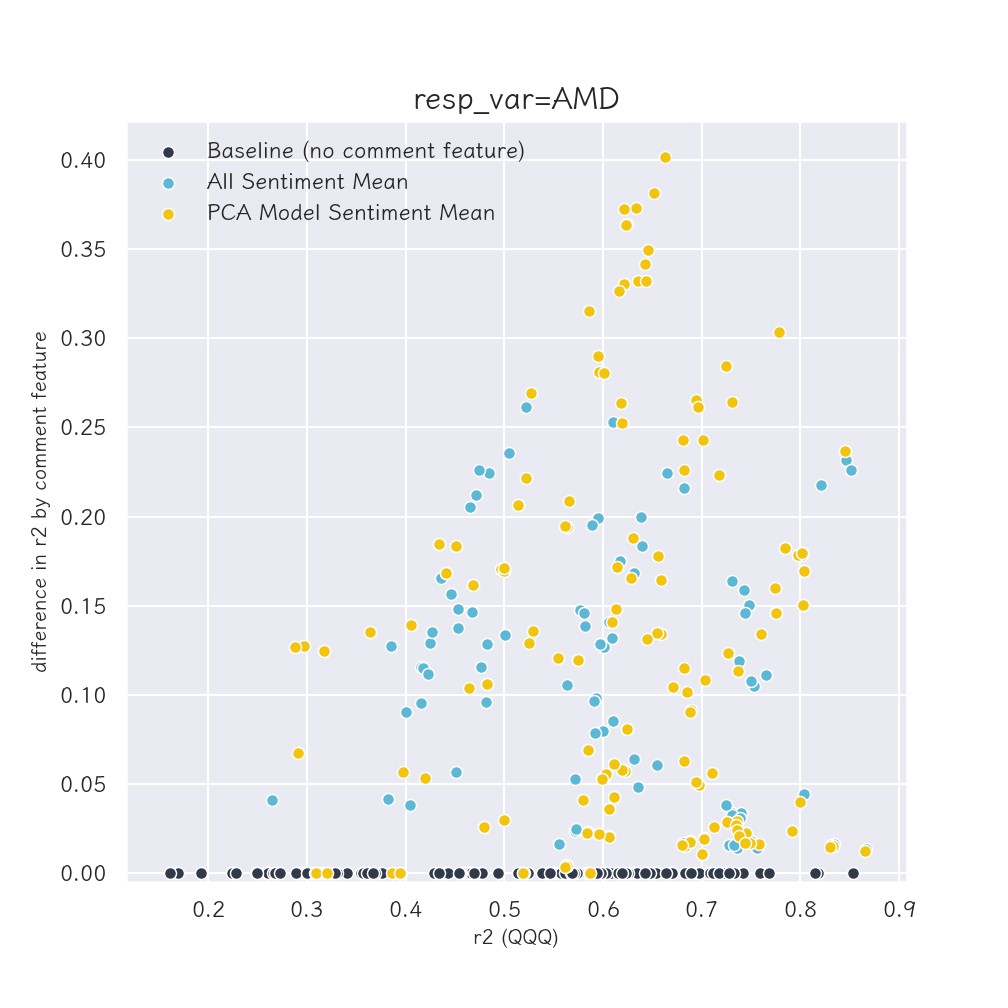 resp_var=AMD
Baseline (no comment feature)
All Sentiment Mean
PCA Model Sentiment Mean
0.40
0.35
0.30
0.25
0.20
0.15
0.10
0.05
0.00
difference in r2 by comment feature
0.2 0.3 0.4 0.5 0.6 0.7 0.8 0.9
r2 (QQQ)